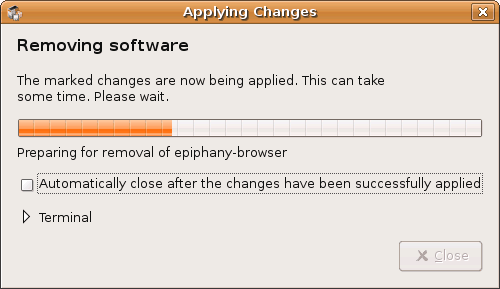 Applying Changes
Removing software
The marked changes are now being applied. This can take
some time. Please wait.
Preparing for removal of epiphany-browser
Automatically close after the changes have been successfully applied
Terminal
Close